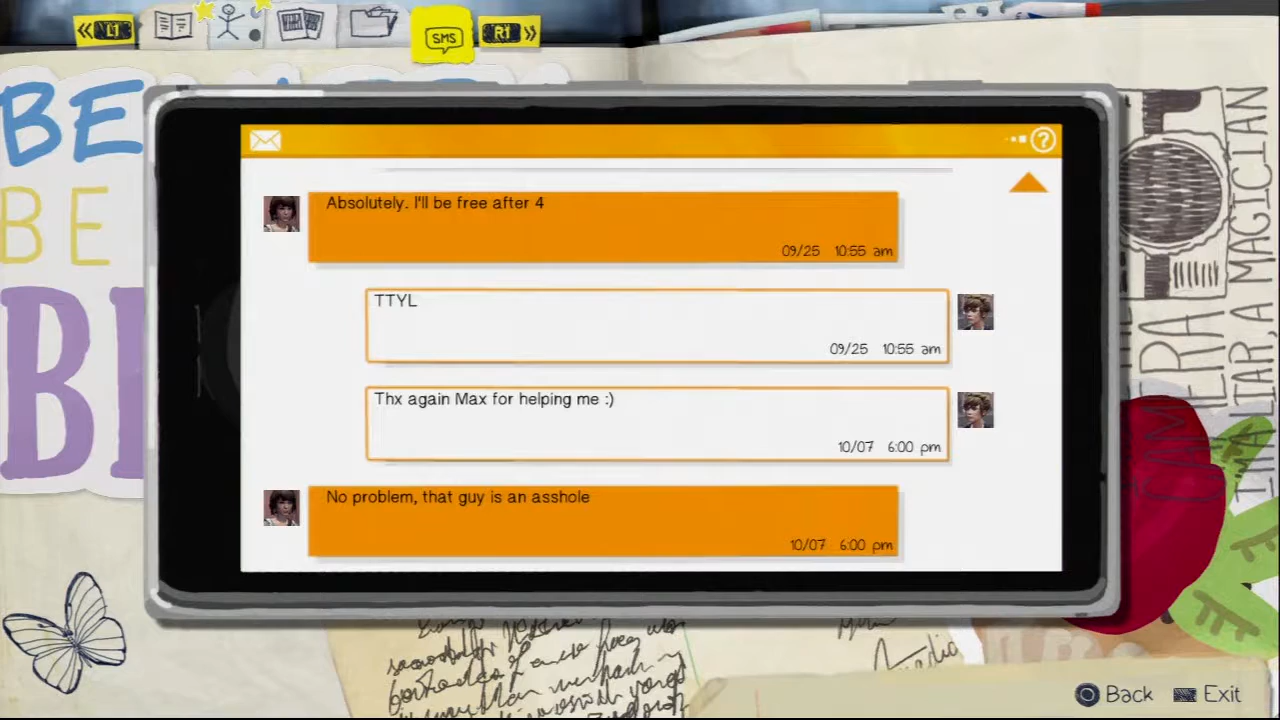 L1
SMS
R1
BE
BE
Absolutely. I'll be free after 4
09/25 10:55 am
TTYL
09/25 10:55 am
Thx again Max for helping me :)
10/07 6:00 pm
No problem, that guy is an asshole
10/07 6:00 pm
I'M A LIAR, A MAGICIAN
Back
Exit